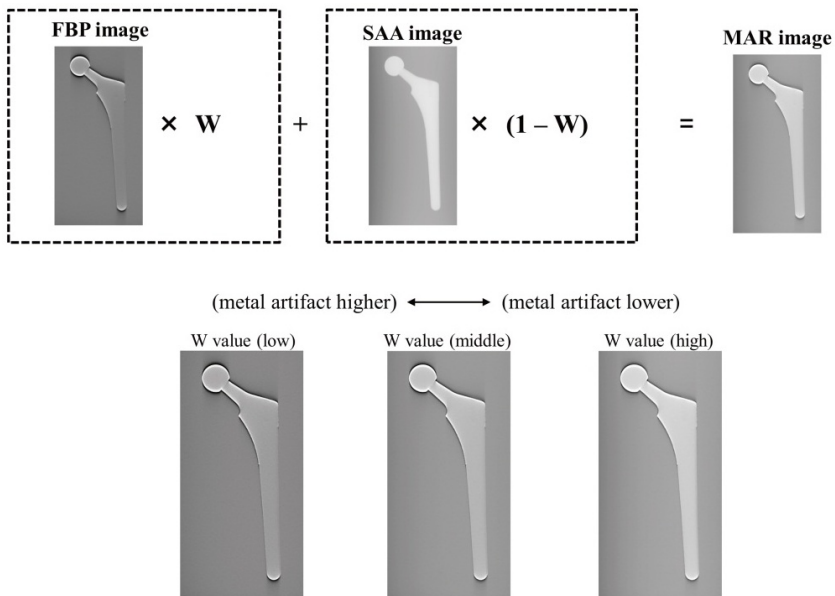 FBP image
SAA image
MAR image
× W + × (1 – W) =
(metal artifact higher) ⟷ (metal artifact lower)
W value (low)
W value (middle)
W value (high)